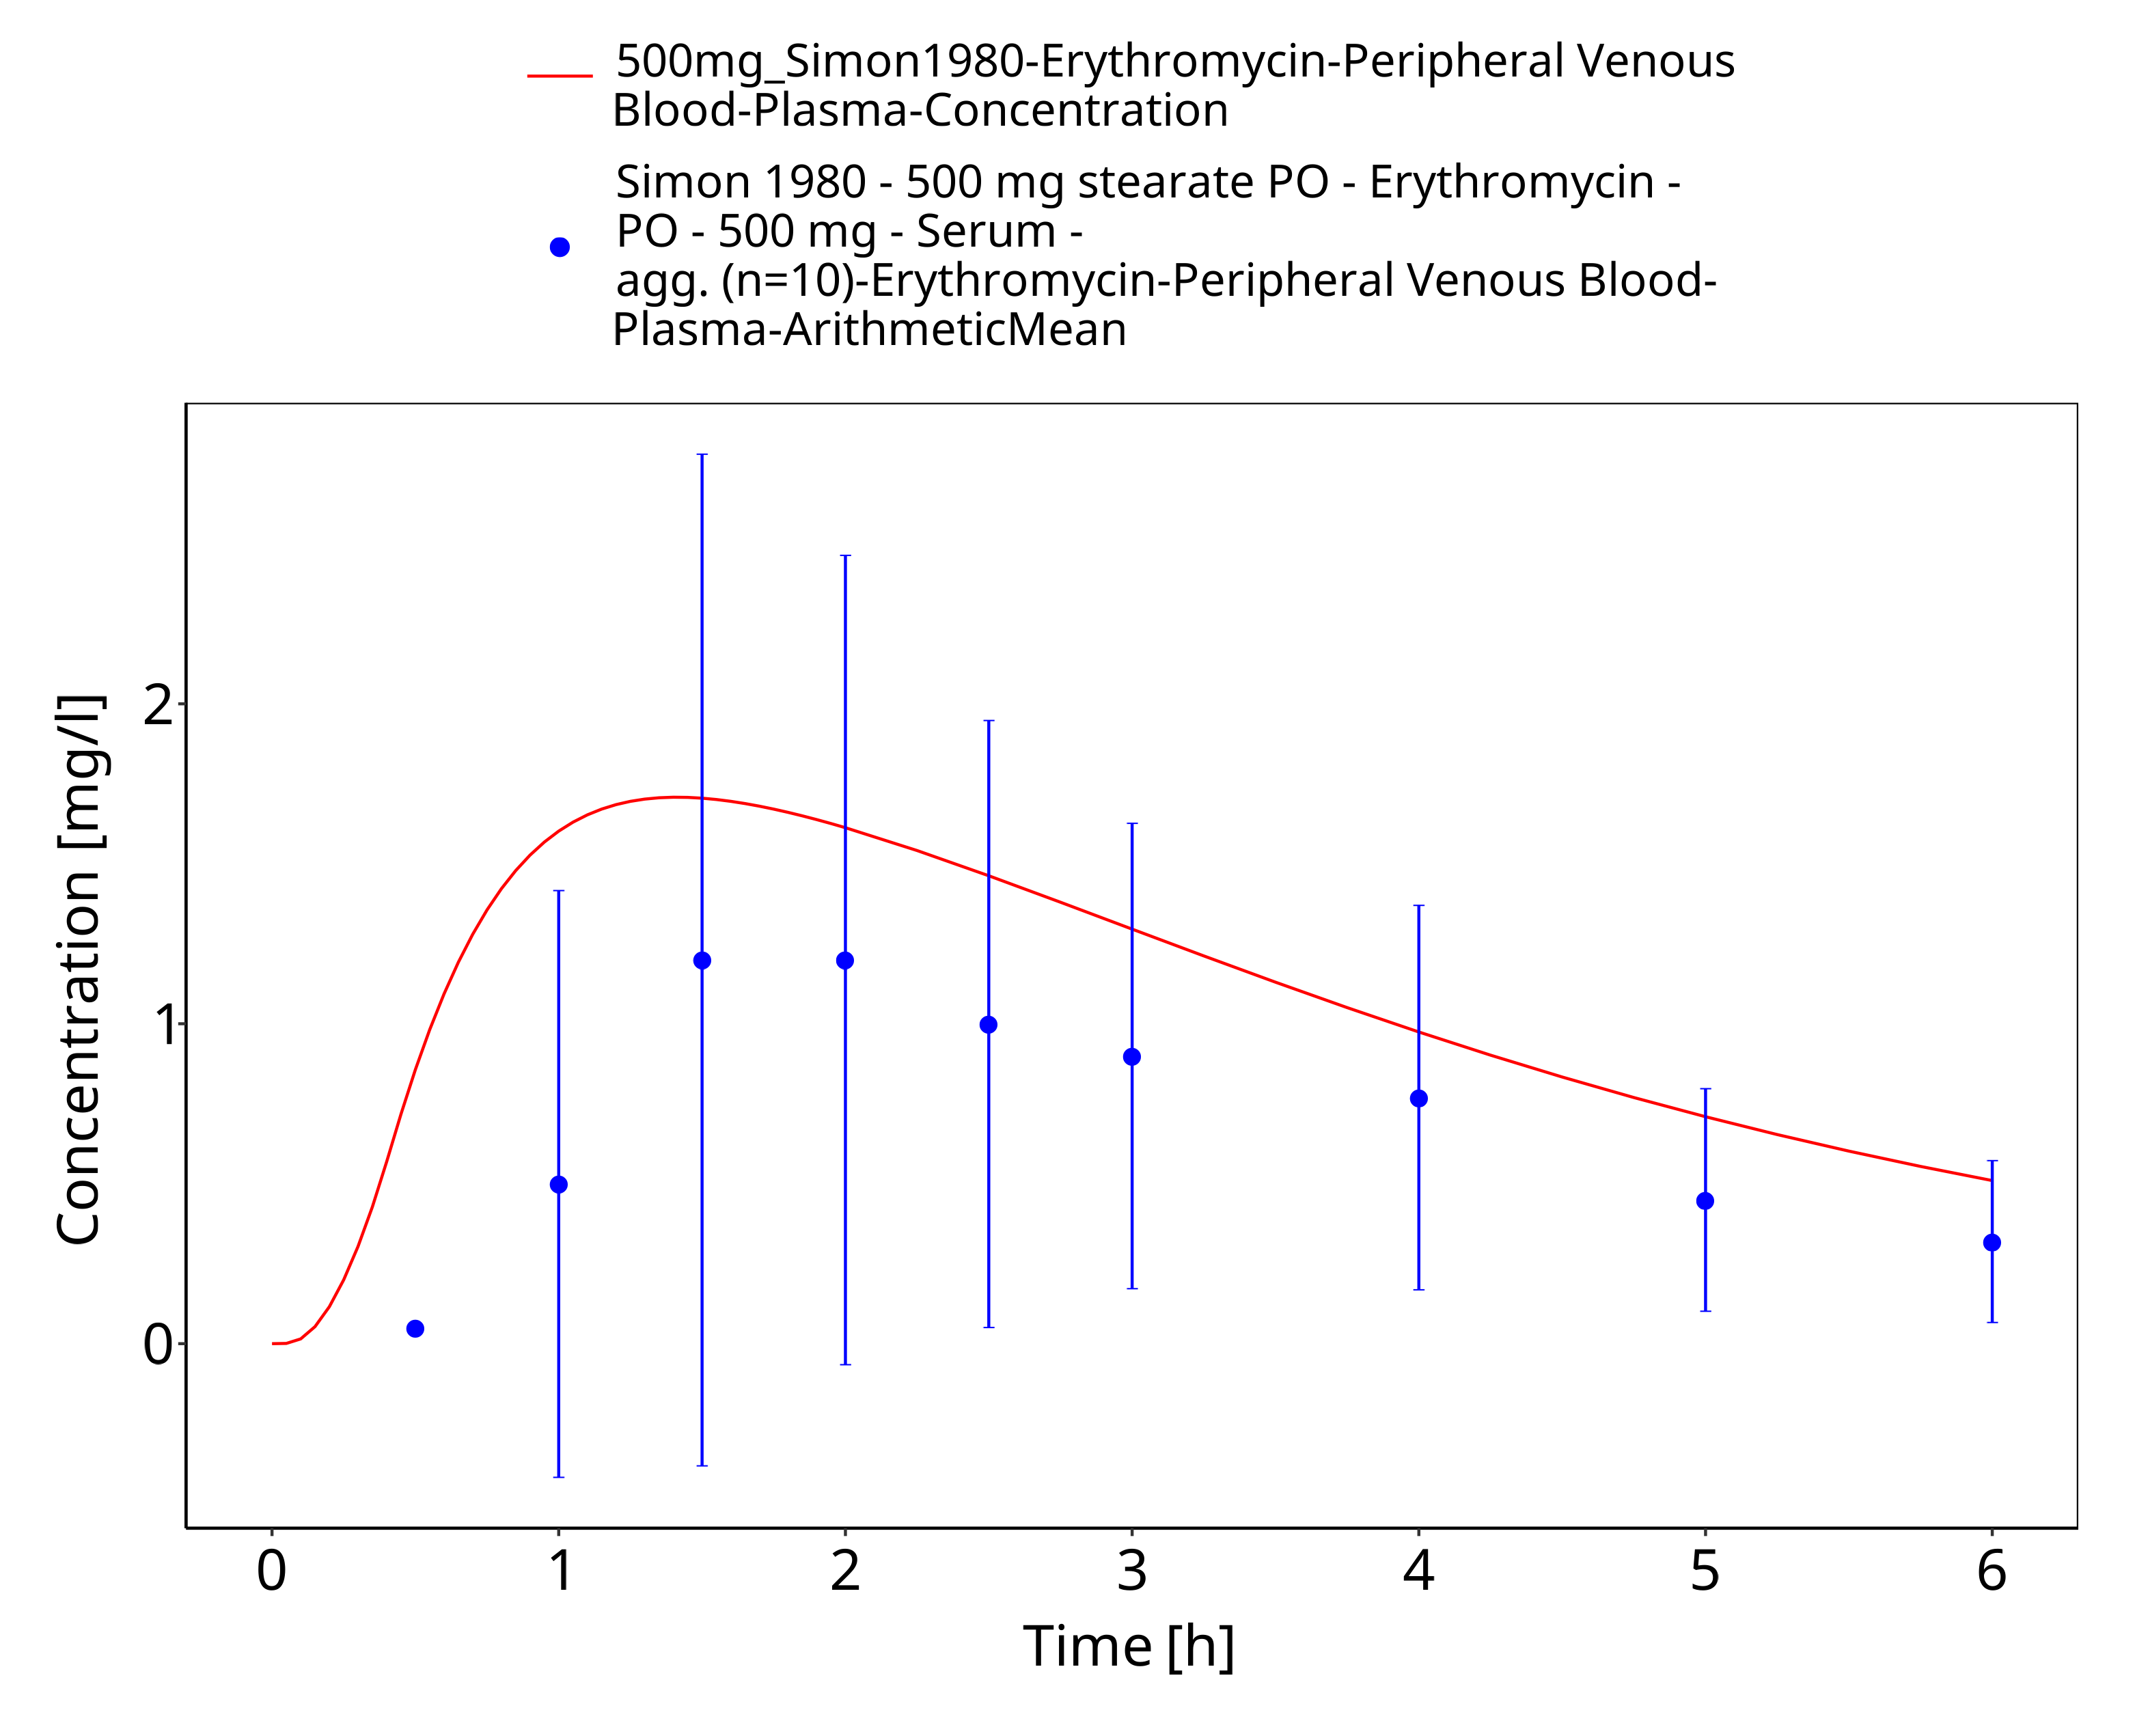 500mg_Simon1980-Erythromycin-Peripheral Venous
Blood-Plasma-Concentration
Simon 1980 - 500 mg stearate PO - Erythromycin -
PO - 500 mg - Serum -
agg. (n=10)-Erythromycin-Peripheral Venous Blood-
Plasma-ArithmeticMean
Concentration [mg/l]
2
1
0
0 1 2 3 4 5 6
Time [h]